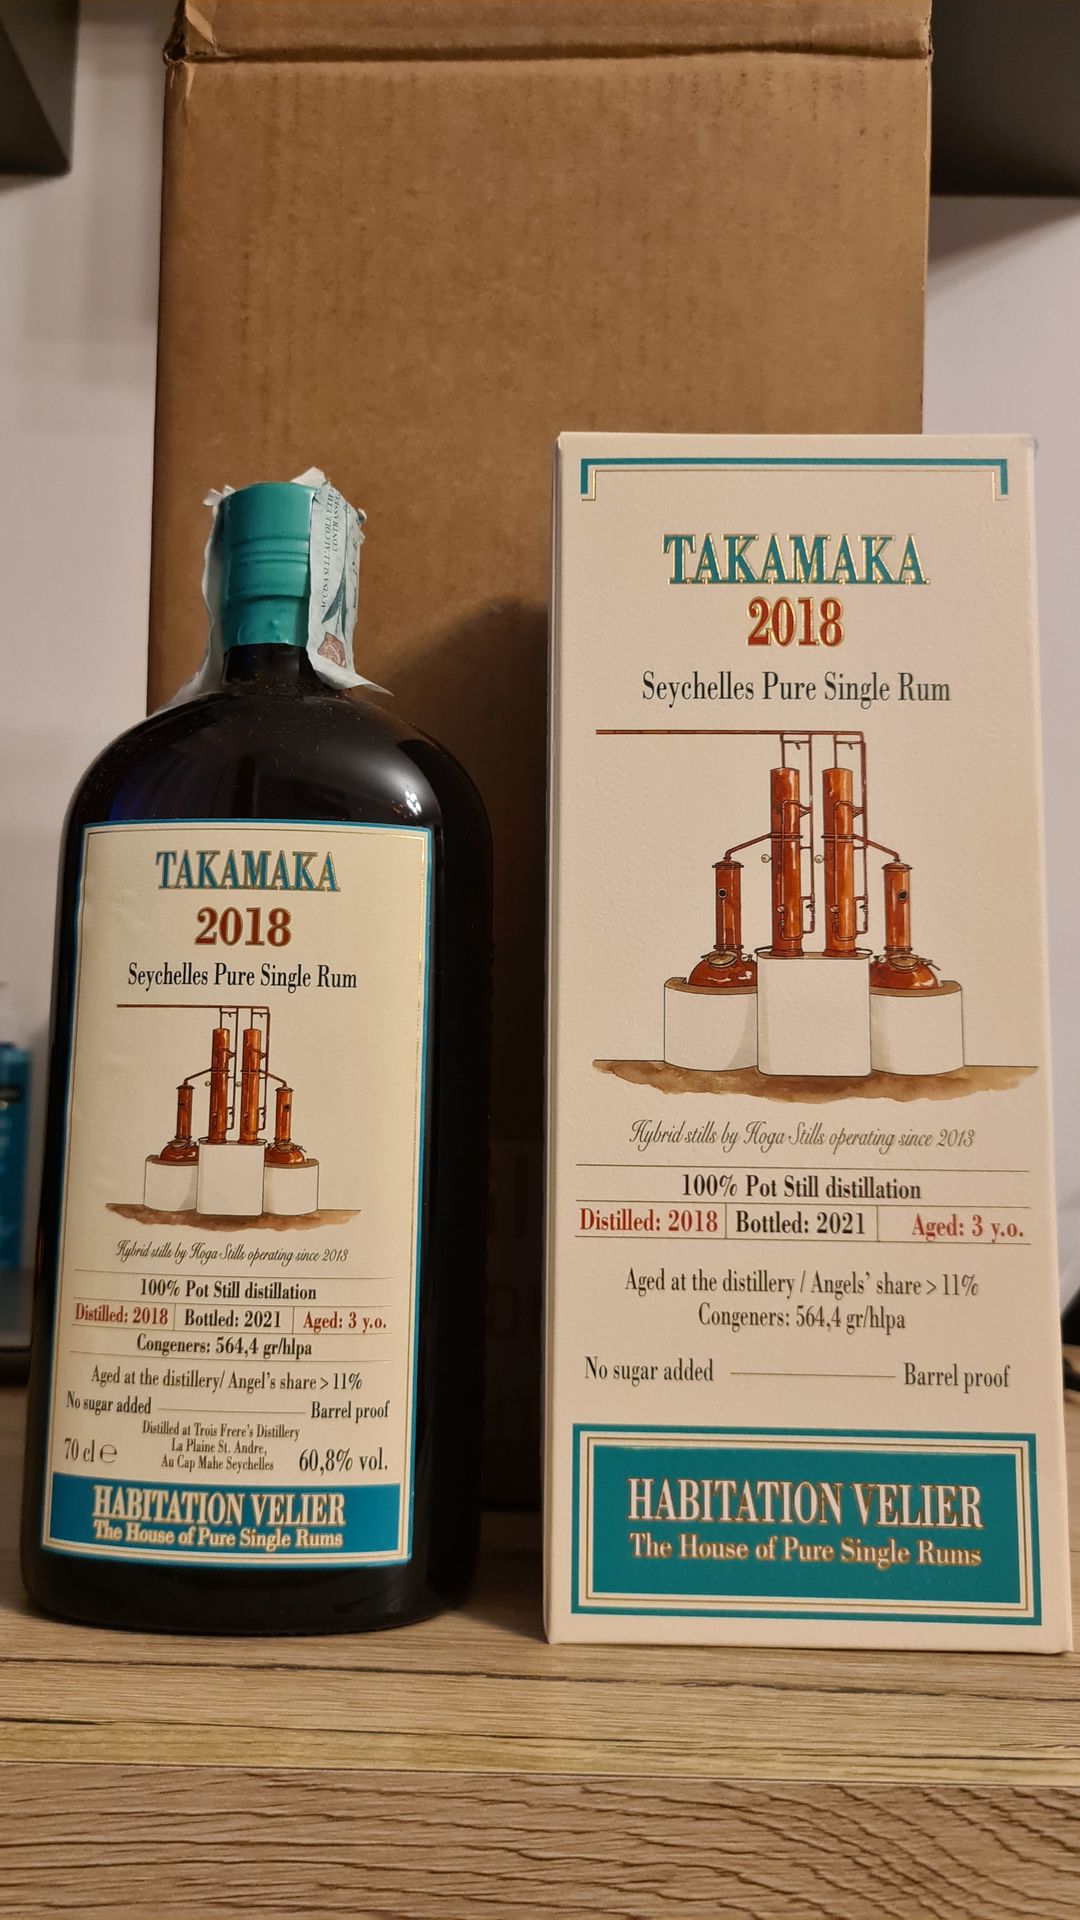 ACCISA SULL'ALCOLE ETILICO
CONTRASSEG
TAKAMAKA
2018
Seychelles Pure Single Rum
Hybrid stills by Hoga Stills operating since 2013
100% Pot Still distillation
Distilled: 2018 Bottled: 2021 Aged: 3 y.o.
Congeners: 564,4 gr/hlpa
Aged at the distillery/ Angel's share > 11%
No sugar added Barrel proof
Distilled at Trois Frere's Distillery
La Plaine St. Andre,
Au Cap Mahe Seychelles
70 cl e 60,8% vol.
HABITATION VELIER
The House of Pure Single Rums
TAKAMAKA
2018
Seychelles Pure Single Rum
Hybrid stills by Hoga Stills operating since 2013
100% Pot Still distillation
Distilled: 2018 Bottled: 2021 Aged: 3 y.o.
Aged at the distillery / Angels' share > 11%
Congeners: 564,4 gr/hlpa
No sugar added Barrel proof
HABITATION VELIER
The House of Pure Single Rums